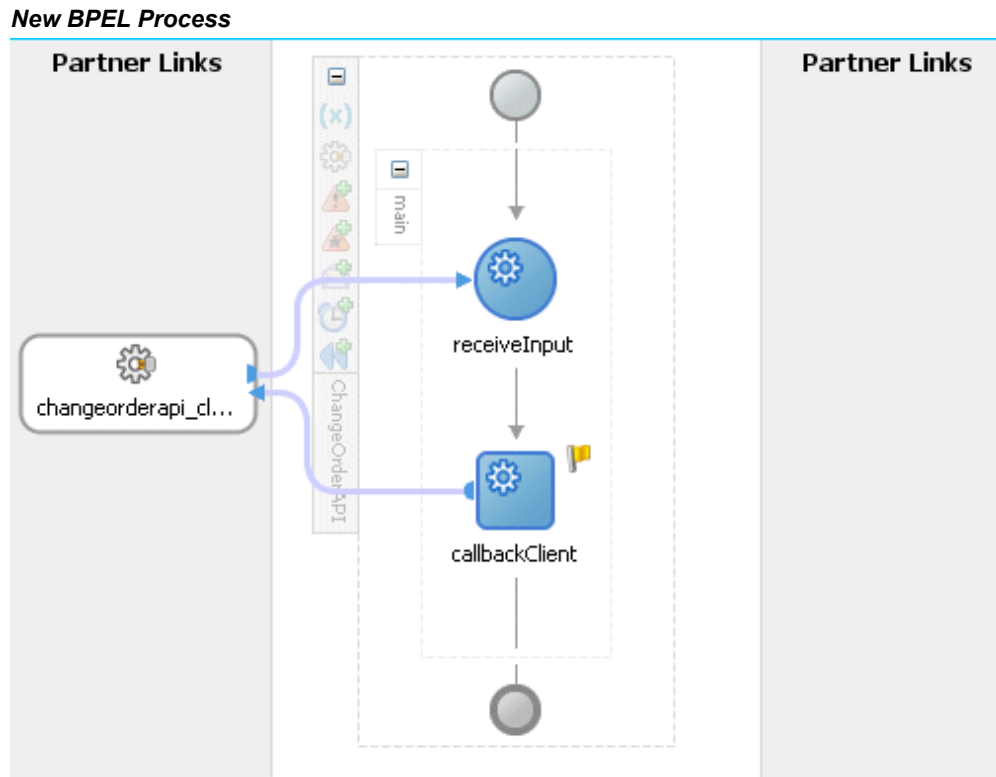 New BPEL Process
Partner Links
Partner Links
(x)
main
receiveInput
changeorderapi_cl...
ChangeOrderAPI
callbackClient